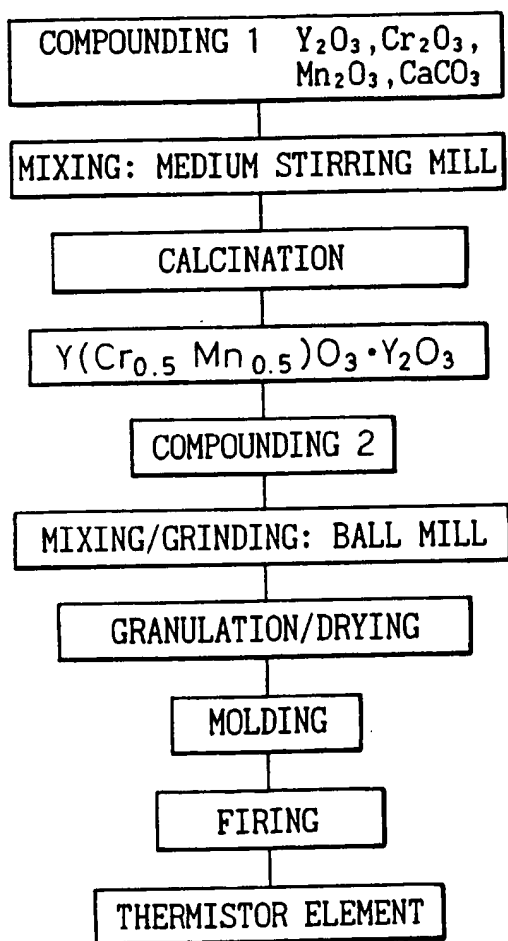 COMPOUNDING 1 Y₂O₃,Cr₂O₃,
Mn₂O₃,CaCO₃
MIXING: MEDIUM STIRRING MILL
CALCINATION
Y(Cr₀.₅ Mn₀.₅)O₃·Y₂O₃
COMPOUNDING 2
MIXING/GRINDING: BALL MILL
GRANULATION/DRYING
MOLDING
FIRING
THERMISTOR ELEMENT